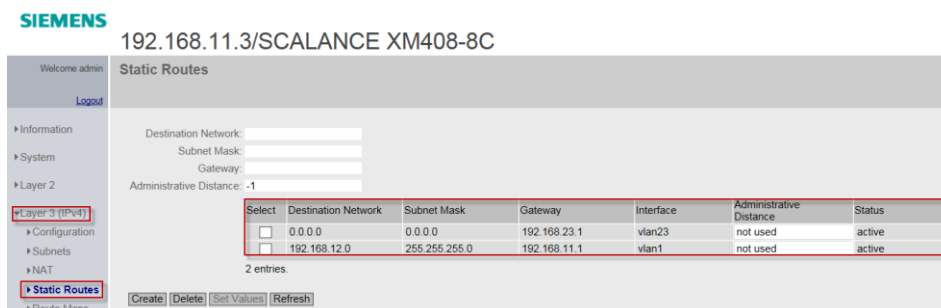 SIEMENS
192.168.11.3/SCALANCE XM408-8C
Welcome admin
Logout
Static Routes
Information
System
Layer 2
Layer 3 (IPv4)
Configuration
Subnets
NAT
Static Routes
Route Maps
Destination Network:
Subnet Mask:
Gateway:
Administrative Distance: -1
Select Destination Network Subnet Mask Gateway Interface Administrative Distance Status
0.0.0.0 0.0.0.0 192.168.23.1 vlan23 not used active
192.168.12.0 255.255.255.0 192.168.11.1 vlan1 not used active
2 entries.
Create Delete Set Values Refresh